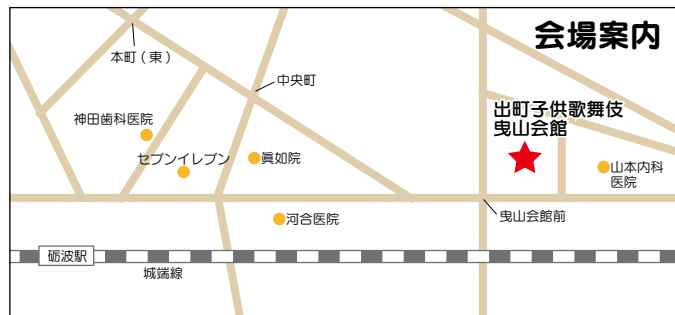 会場案内
本町(東)
中央町
出町子供歌舞伎
曳山会館
神田歯科医院
セブンイレブン
眞如院
山本内科
医院
河合医院
曳山会館前
砺波駅
城端線